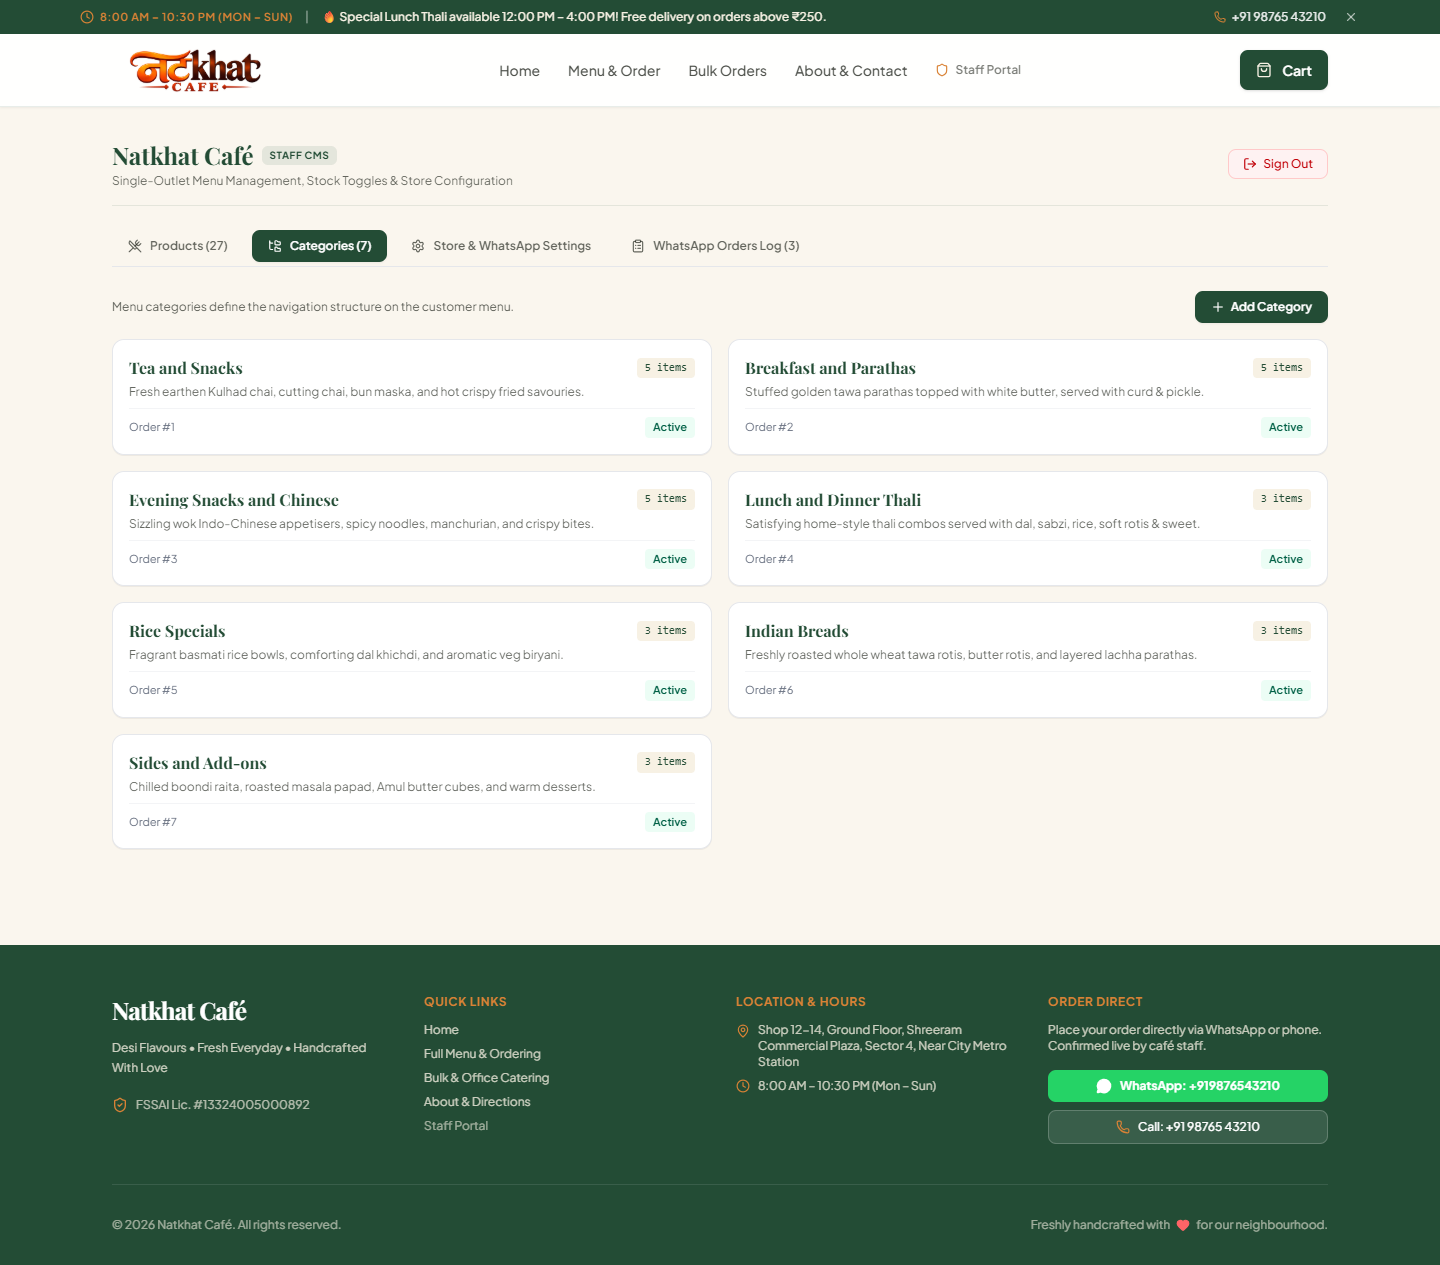 8:00 AM – 10:30 PM (MON – SUN) | 🔥 Special Lunch Thali available 12:00 PM – 4:00 PM! Free delivery on orders above ₹250. +91 98765 43210
नटkhat
CAFE
Home Menu & Order Bulk Orders About & Contact Staff Portal Cart
Natkhat Café STAFF CMS
Single-Outlet Menu Management, Stock Toggles & Store Configuration
Sign Out
Products (27) Categories (7) Store & WhatsApp Settings WhatsApp Orders Log (3)
Menu categories define the navigation structure on the customer menu.
Add Category
Tea and Snacks 5 items
Fresh earthen Kulhad chai, cutting chai, bun maska, and hot crispy fried savouries.
Order #1 Active
Breakfast and Parathas 5 items
Stuffed golden tawa parathas topped with white butter, served with curd & pickle.
Order #2 Active
Evening Snacks and Chinese 5 items
Sizzling wok Indo-Chinese appetisers, spicy noodles, manchurian, and crispy bites.
Order #3 Active
Lunch and Dinner Thali 3 items
Satisfying home-style thali combos served with dal, sabzi, rice, soft rotis & sweet.
Order #4 Active
Rice Specials 3 items
Fragrant basmati rice bowls, comforting dal khichdi, and aromatic veg biryani.
Order #5 Active
Indian Breads 3 items
Freshly roasted whole wheat tawa rotis, butter rotis, and layered lachha parathas.
Order #6 Active
Sides and Add-ons 3 items
Chilled boondi raita, roasted masala papad, Amul butter cubes, and warm desserts.
Order #7 Active
Natkhat Café
Desi Flavours • Fresh Everyday • Handcrafted
With Love
FSSAI Lic. #13324005000892
QUICK LINKS
Home
Full Menu & Ordering
Bulk & Office Catering
About & Directions
Staff Portal
LOCATION & HOURS
Shop 12-14, Ground Floor, Shreeram
Commercial Plaza, Sector 4, Near City Metro
Station
8:00 AM – 10:30 PM (Mon – Sun)
ORDER DIRECT
Place your order directly via WhatsApp or phone.
Confirmed live by café staff.
WhatsApp: +919876543210
Call: +91 98765 43210
© 2026 Natkhat Café. All rights reserved.
Freshly handcrafted with ❤ for our neighbourhood.